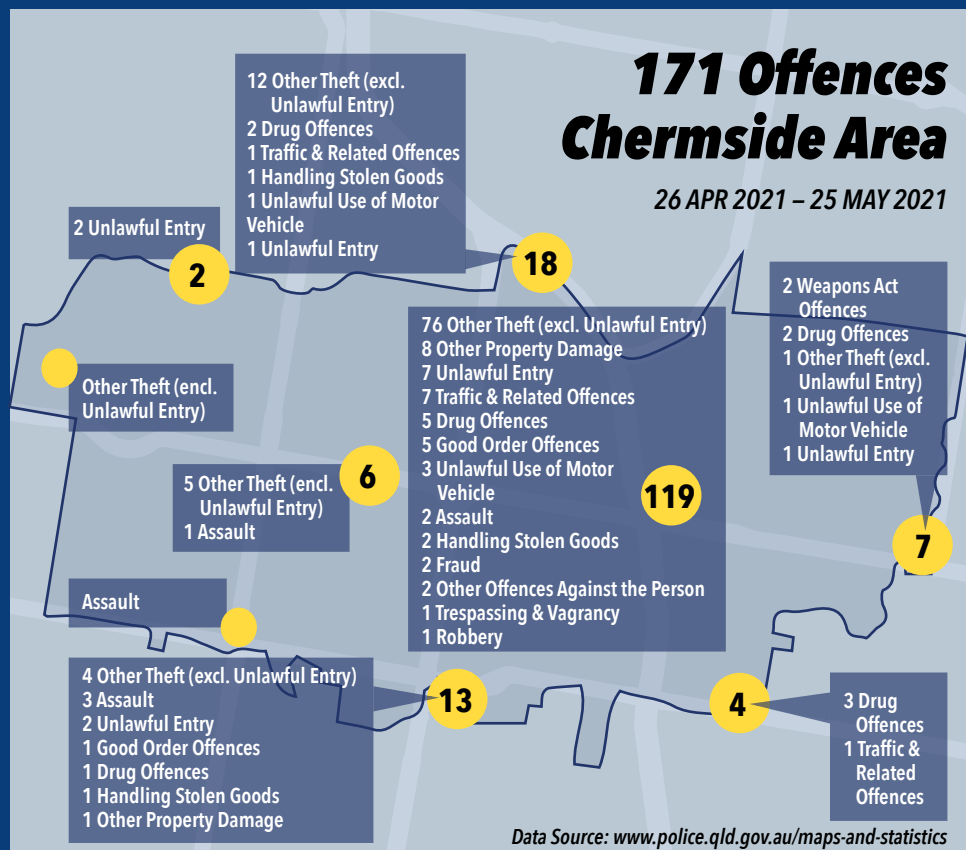 171 Offences
Chermside Area
26 APR 2021 – 25 MAY 2021
12 Other Theft (excl.
Unlawful Entry)
2 Drug Offences
1 Traffic & Related Offences
1 Handling Stolen Goods
1 Unlawful Use of Motor
Vehicle
1 Unlawful Entry
18
2 Unlawful Entry
2
2 Weapons Act
Offences
2 Drug Offences
1 Other Theft (excl.
Unlawful Entry)
1 Unlawful Use of
Motor Vehicle
1 Unlawful Entry
7
76 Other Theft (excl. Unlawful Entry)
8 Other Property Damage
7 Unlawful Entry
7 Traffic & Related Offences
5 Drug Offences
5 Good Order Offences
3 Unlawful Use of Motor
Vehicle
2 Assault
2 Handling Stolen Goods
2 Fraud
2 Other Offences Against the Person
1 Trespassing & Vagrancy
1 Robbery
119
Other Theft (encl.
Unlawful Entry)
5 Other Theft (encl.
Unlawful Entry)
1 Assault
6
Assault
4 Other Theft (excl. Unlawful Entry)
3 Assault
2 Unlawful Entry
1 Good Order Offences
1 Drug Offences
1 Handling Stolen Goods
1 Other Property Damage
13
4
3 Drug
Offences
1 Traffic &
Related
Offences
Data Source: www.police.qld.gov.au/maps-and-statistics